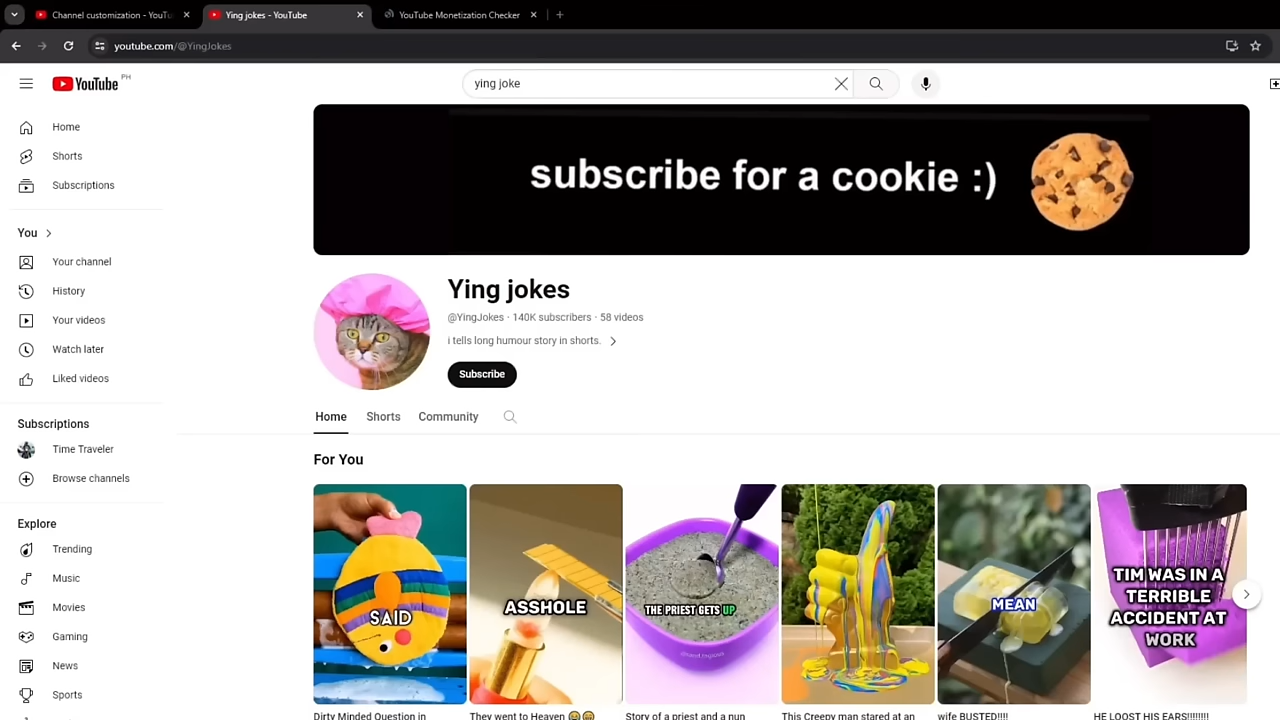 Channel customization - YouTu
Ying jokes - YouTube
YouTube Monetization Checker
youtube.com/@YingJokes
YouTube PH
ying joke
Home
Shorts
Subscriptions
You
Your channel
History
Your videos
Watch later
Liked videos
Subscriptions
Time Traveler
Browse channels
Explore
Trending
Music
Movies
Gaming
News
Sports
subscribe for a cookie :)
Ying jokes
@YingJokes · 140K subscribers · 58 videos
i tells long humour story in shorts.
Subscribe
Home Shorts Community
For You
SAID
ASSHOLE
THE PRIEST GETS UP
MEAN
TIM WAS IN A
TERRIBLE
ACCIDENT AT
WORK
Dirty Minded Question in
They went to Heaven 😂😂
Story of a priest and a nun
This Creepy man stared at an
wife BUSTED!!!!
HE LOOST HIS EARS!!!!!!!!